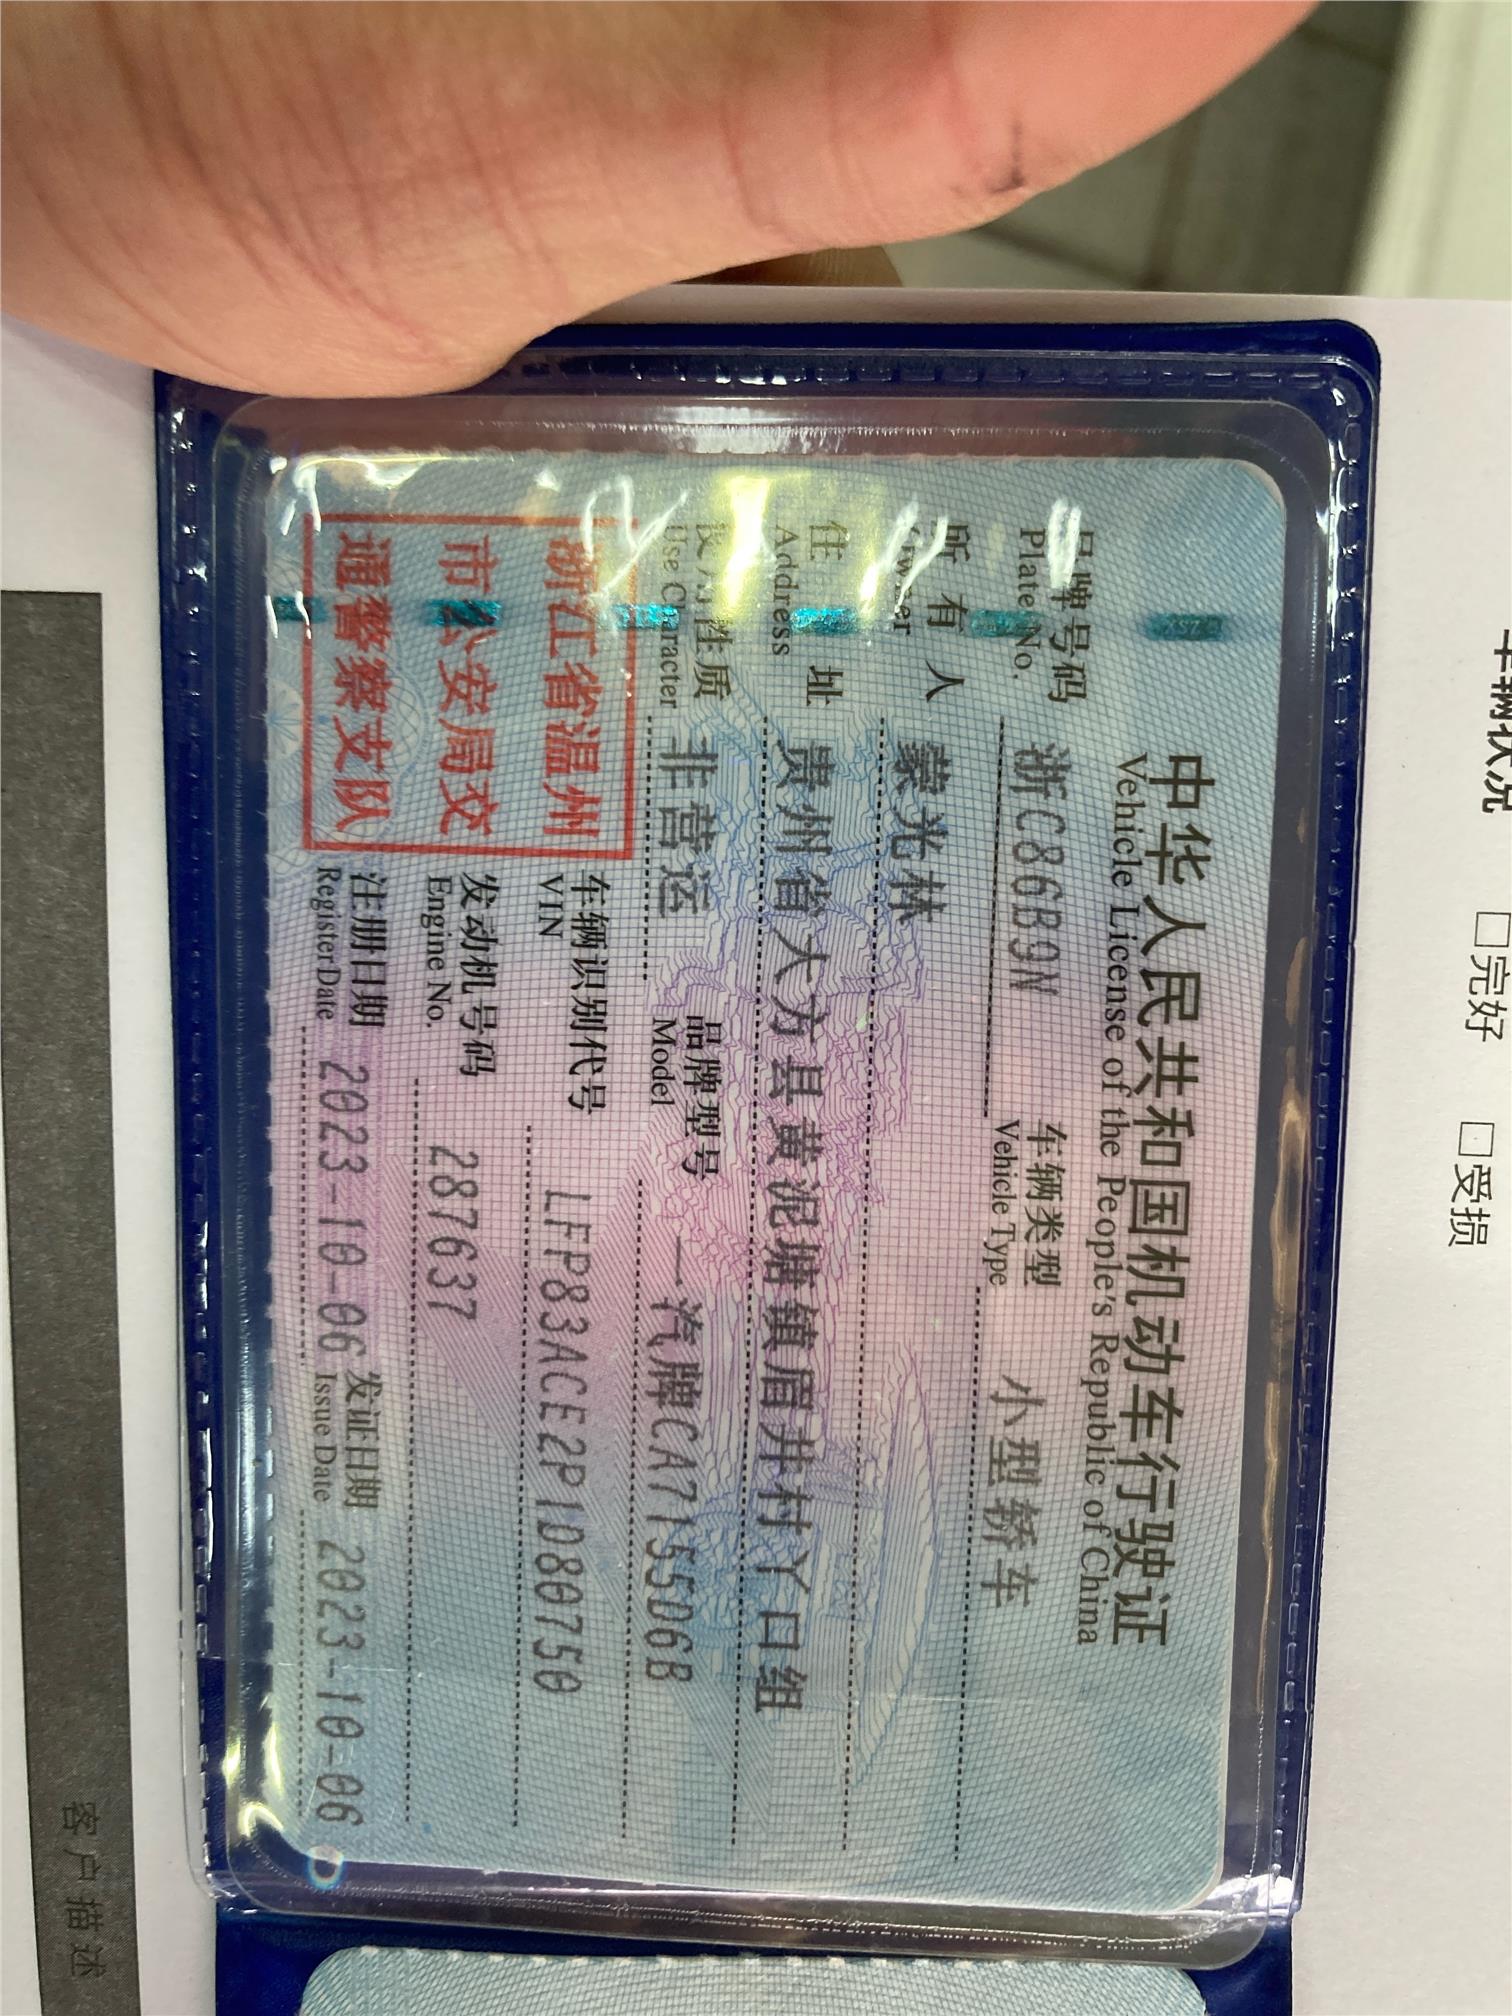 中华人民共和国机动车行驶证
Vehicle License of the People's Republic of China
号牌号码 浙C86B9N 车辆类型 小型轿车
Plate No. Vehicle Type
所有人 蒙光林
Owner
住址 贵州省大方县黄泥塘镇眉井村丫口组
Address
使用性质 非营运 品牌型号 一汽牌CA7155D6B
Use Character Model
浙江省温州
市公安局交
通警察支队
车辆识别代号 LFP83ACE2P1D80750
VIN
发动机号码 287637
Engine No.
注册日期 2023-10-06 发证日期 2023-10-06
Register Date Issue Date
车辆状况 □完好 □受损
客户描述